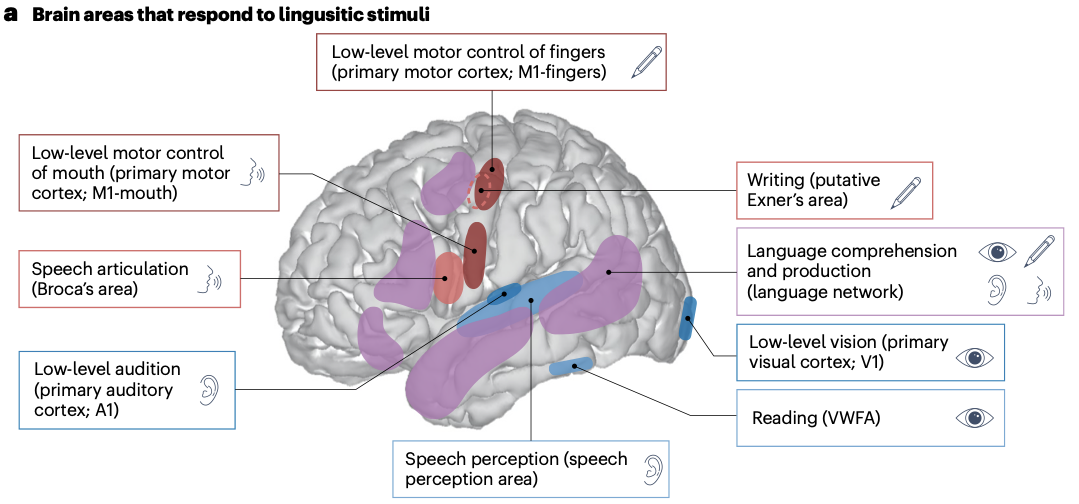 a Brain areas that respond to lingusitic stimuli
Low-level motor control of fingers
(primary motor cortex; M1-fingers)
Low-level motor control
of mouth (primary motor
cortex; M1-mouth)
Writing (putative
Exner's area)
Language comprehension
and production
(language network)
Speech articulation
(Broca's area)
Low-level vision (primary
visual cortex; V1)
Low-level audition
(primary auditory
cortex; A1)
Reading (VWFA)
Speech perception (speech
perception area)